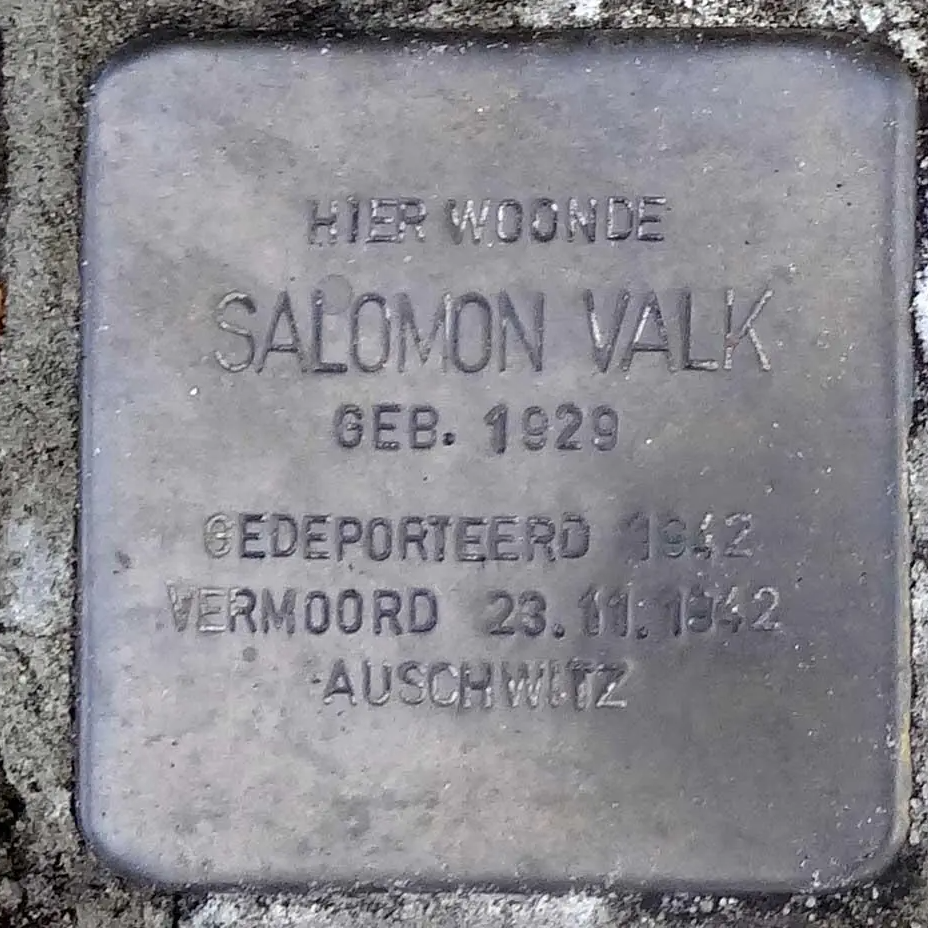 HIER WOONDE
SALOMON VALK
GEB. 1929
GEDEPORTEERD 1942
VERMOORD 23.11.1942
AUSCHWITZ